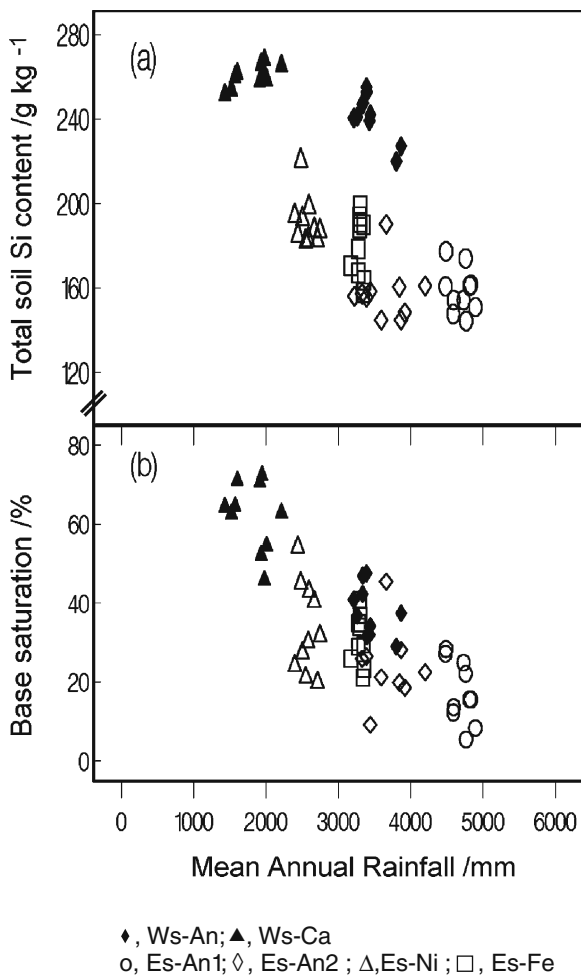 280
(a)
240
200
160
120
Total soil Si content /g kg -1
80
(b)
60
40
20
0
Base saturation /%
0 1000 2000 3000 4000 5000 6000
Mean Annual Rainfall /mm
♦, Ws-An; ▲, Ws-Ca
o, Es-An1; ◊, Es-An2 ; Δ,Es-Ni ; □, Es-Fe